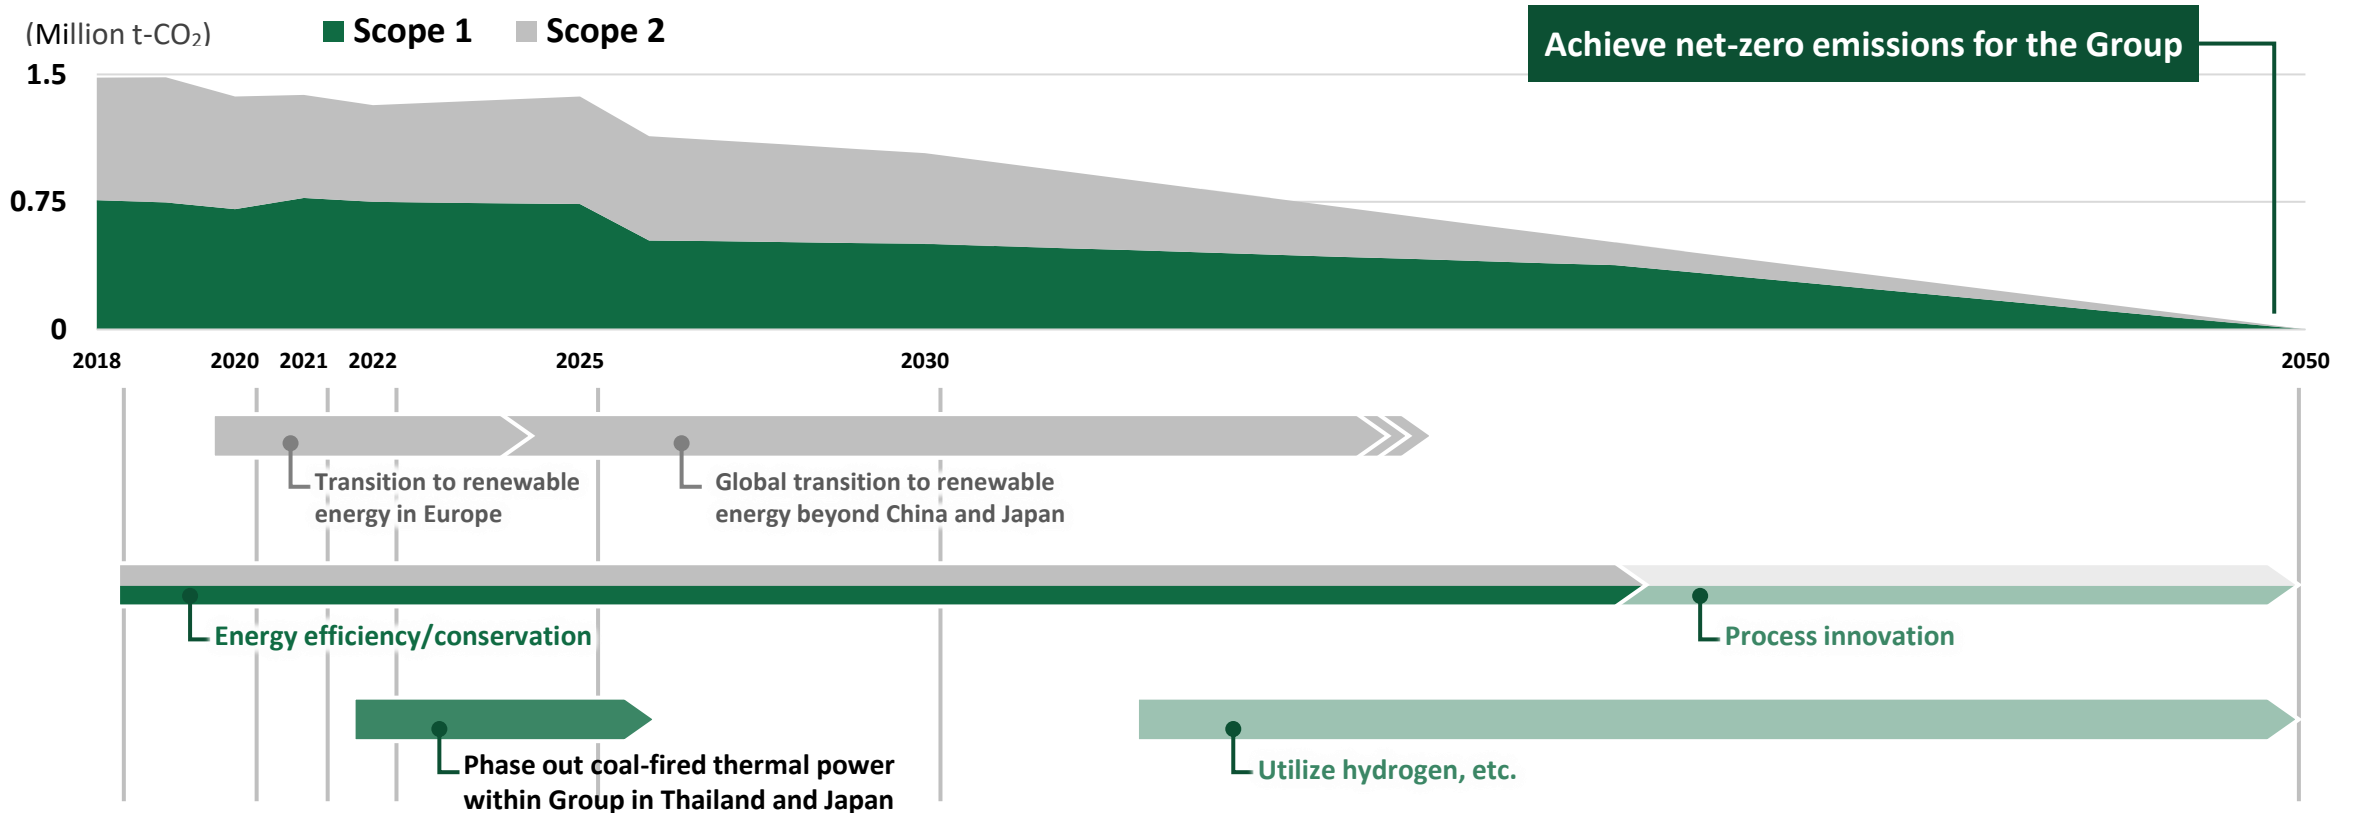 (Million t-CO₂)
Scope 1
Scope 2
Achieve net-zero emissions for the Group
1.5
0.75
0
2018
2020
2021
2022
2025
2030
2050
Transition to renewable
energy in Europe
Global transition to renewable
energy beyond China and Japan
Energy efficiency/conservation
Process innovation
Phase out coal-fired thermal power
within Group in Thailand and Japan
Utilize hydrogen, etc.